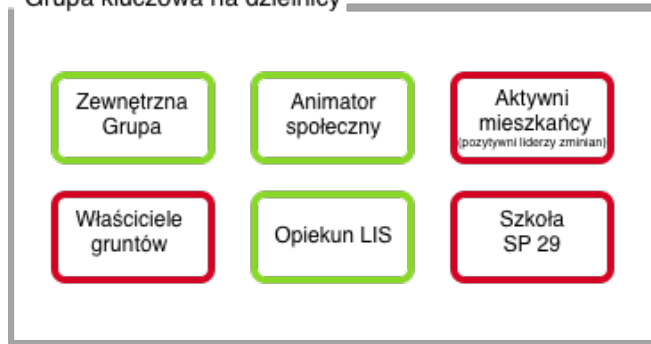 Grupa kluczowa na dzielnicy
Zewnętrzna
Grupa
Animator
społeczny
Aktywni
mieszkańcy
(pozytywni liderzy zminian)
Właściciele
gruntów
Opiekun LIS
Szkoła
SP 29